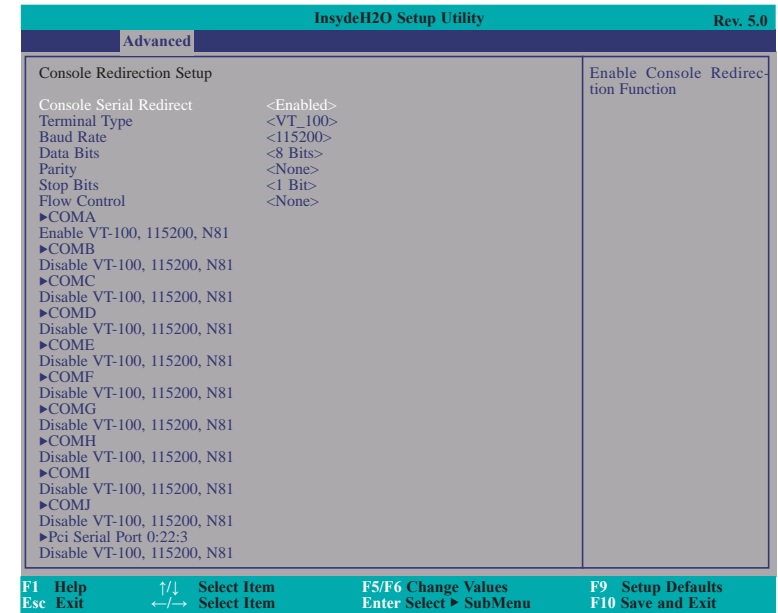 InsydeH2O Setup Utility Rev. 5.0
Advanced
Console Redirection Setup
Console Serial Redirect <Enabled>
Terminal Type <VT_100>
Baud Rate <115200>
Data Bits <8 Bits>
Parity <None>
Stop Bits <1 Bit>
Flow Control <None>
▶COMA
Enable VT-100, 115200, N81
▶COMB
Disable VT-100, 115200, N81
▶COMC
Disable VT-100, 115200, N81
▶COMD
Disable VT-100, 115200, N81
▶COME
Disable VT-100, 115200, N81
▶COMF
Disable VT-100, 115200, N81
▶COMG
Disable VT-100, 115200, N81
▶COMH
Disable VT-100, 115200, N81
▶COMI
Disable VT-100, 115200, N81
▶COMJ
Disable VT-100, 115200, N81
▶Pci Serial Port 0:22:3
Disable VT-100, 115200, N81
Enable Console Redirec-
tion Function
F1 Help ↑/↓ Select Item F5/F6 Change Values F9 Setup Defaults
Esc Exit ←/→ Select Item Enter Select ▶ SubMenu F10 Save and Exit